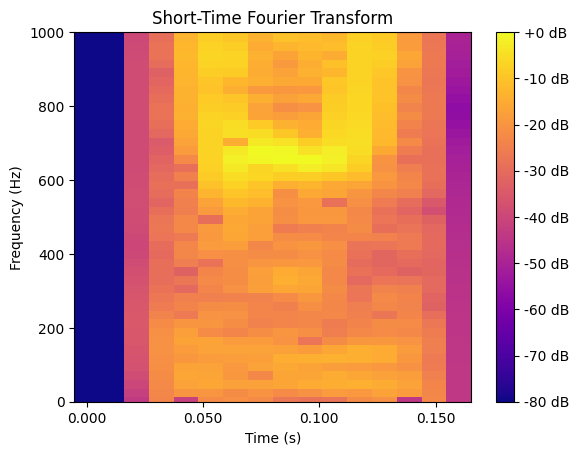 Short-Time Fourier Transform
1000
800
600
400
200
0
Frequency (Hz)
0.000
0.050
0.100
0.150
Time (s)
+0 dB
-10 dB
-20 dB
-30 dB
-40 dB
-50 dB
-60 dB
-70 dB
-80 dB